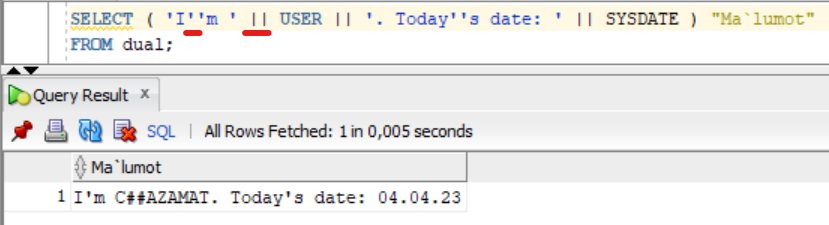 SELECT ( 'I''m ' || USER || '. Today''s date: ' || SYSDATE ) "Ma`lumot"
FROM dual;
Query Result x
SQL | All Rows Fetched: 1 in 0,005 seconds
Ma`lumot
1 I'm C##AZAMAT. Today's date: 04.04.23